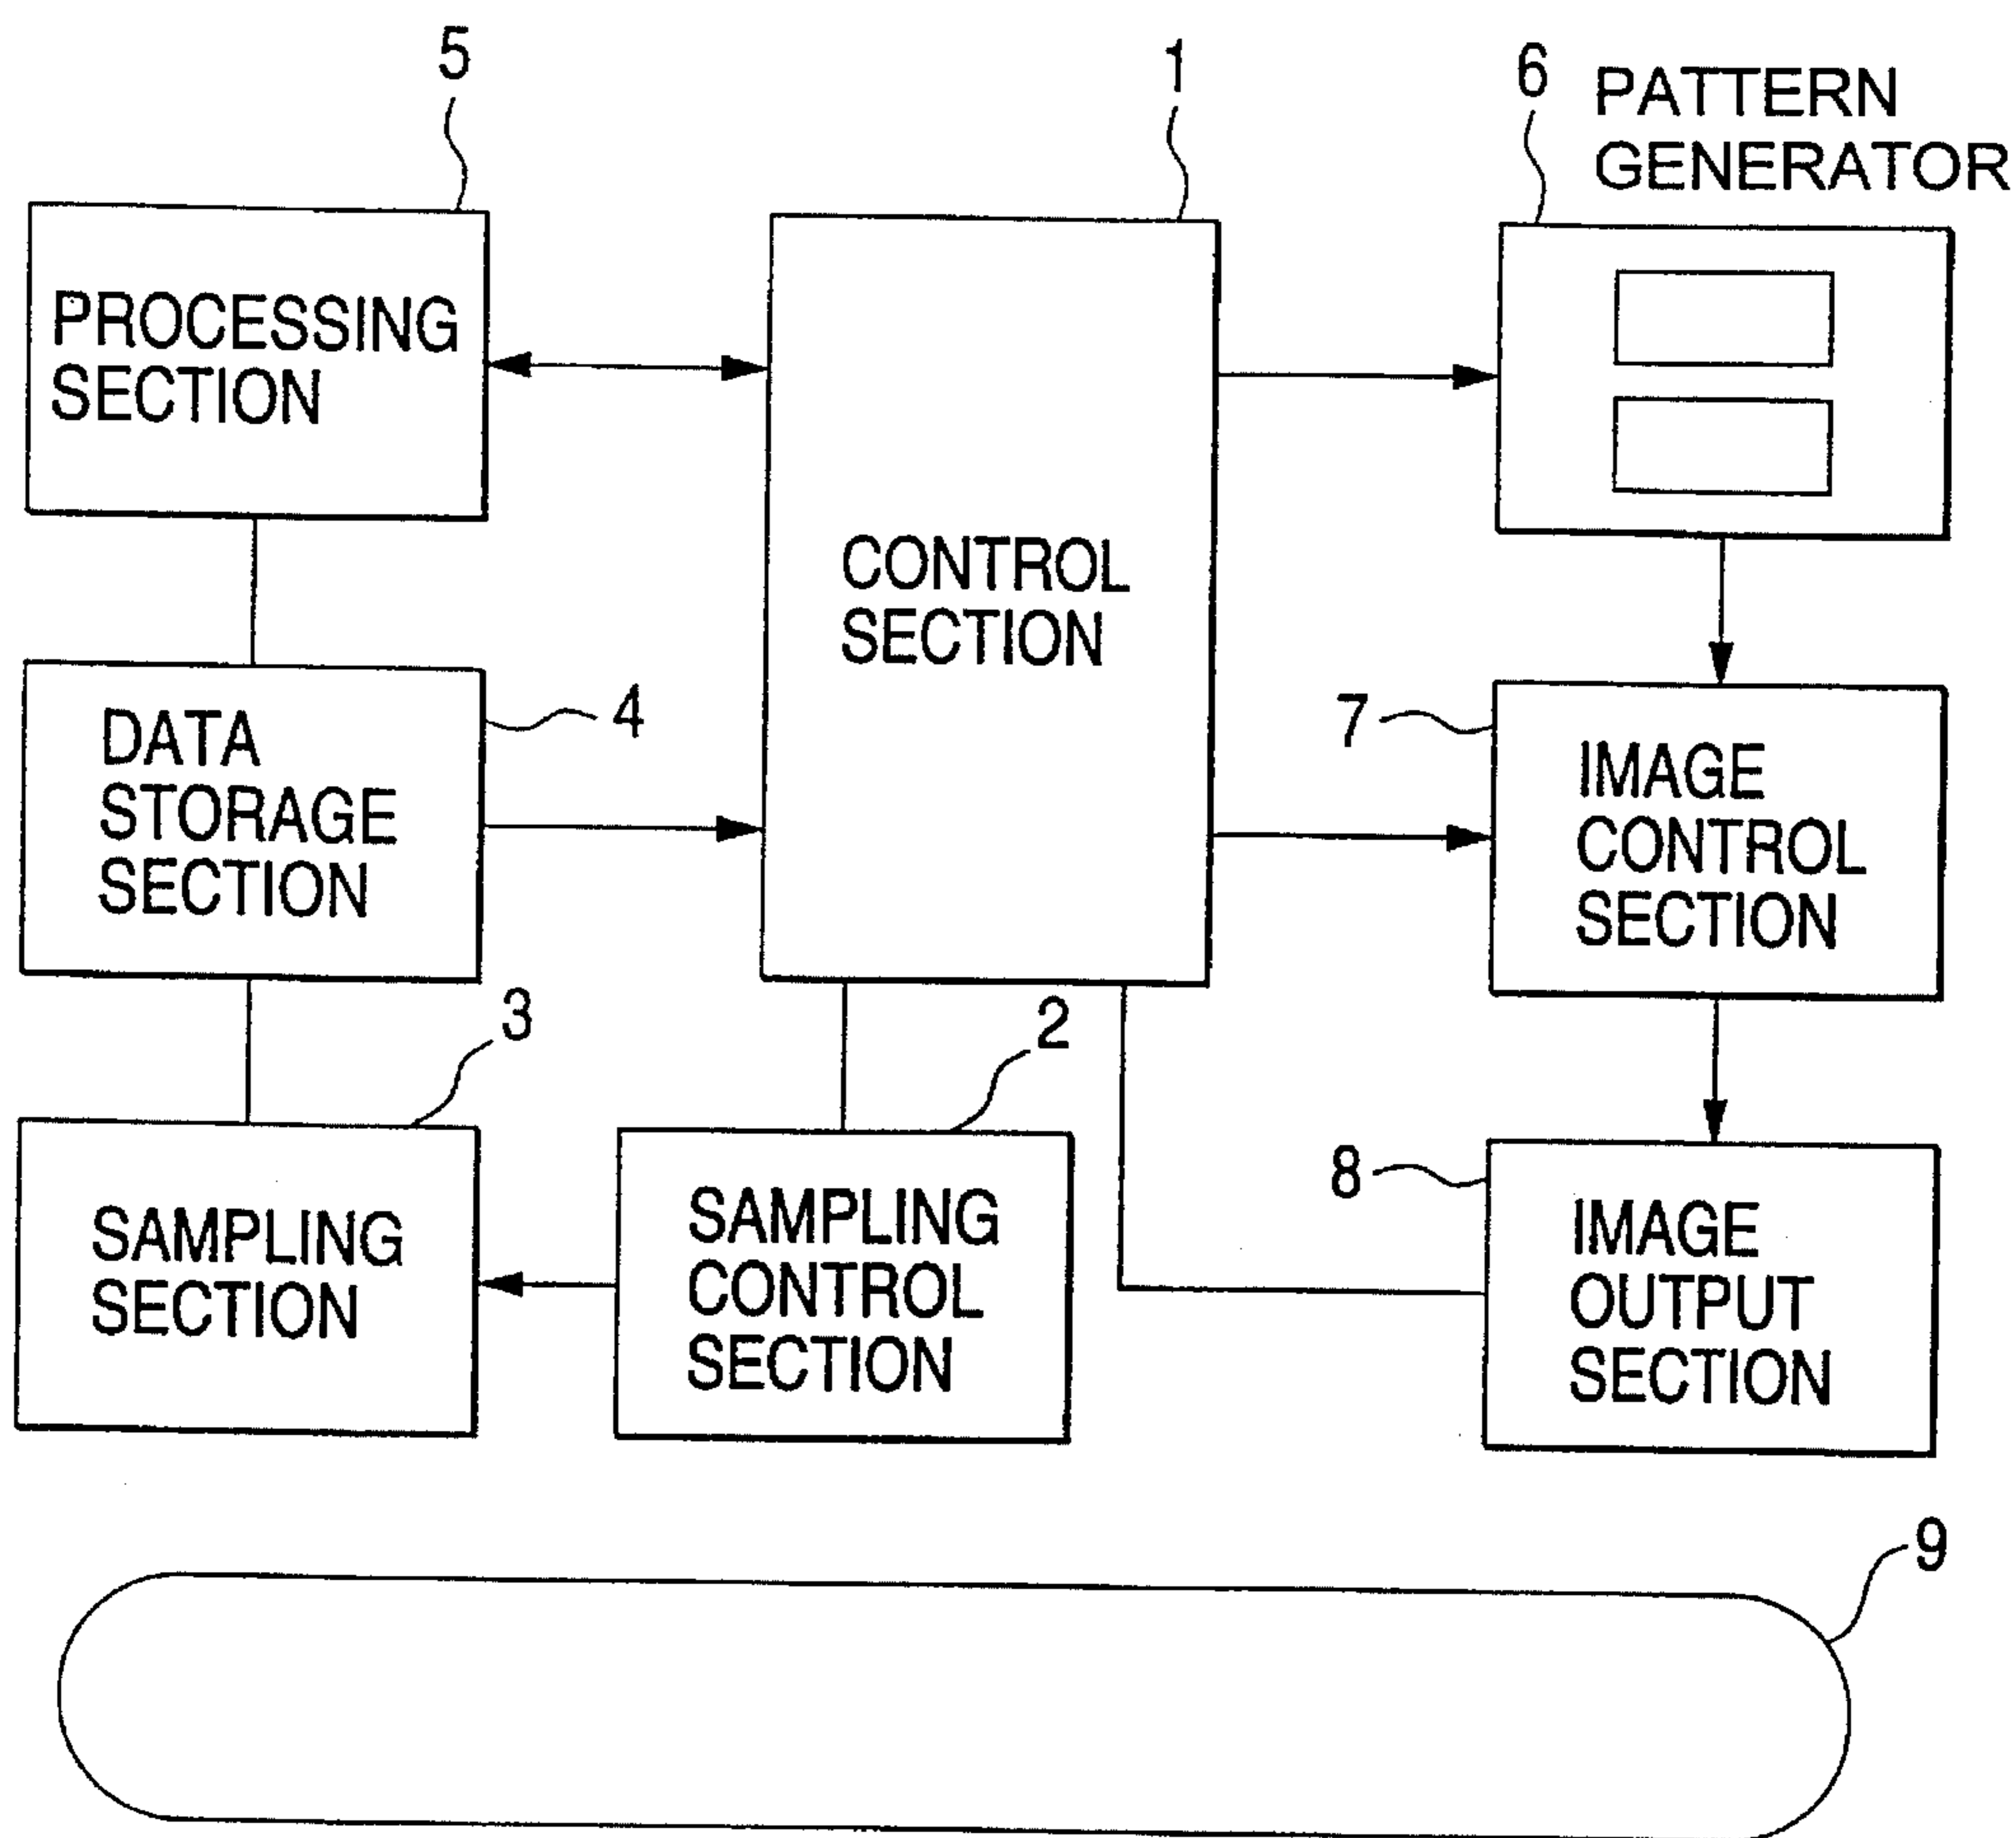 5
1
6
PATTERN
GENERATOR
PROCESSING
SECTION
CONTROL
SECTION
4
DATA
STORAGE
SECTION
7
IMAGE
CONTROL
SECTION
3
2
SAMPLING
SECTION
SAMPLING
CONTROL
SECTION
8
IMAGE
OUTPUT
SECTION
9